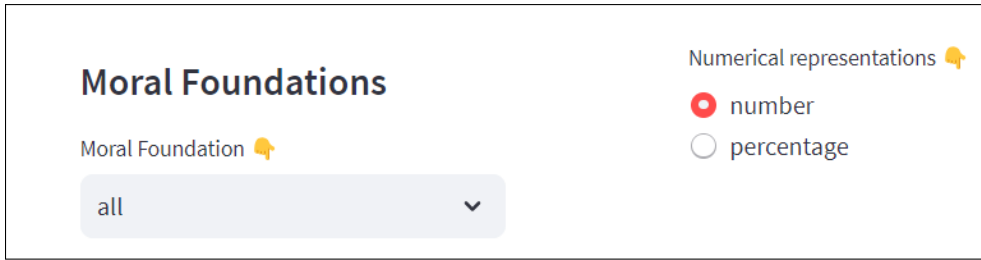 Moral Foundations
Moral Foundation 👇
all
Numerical representations 👇
number
percentage